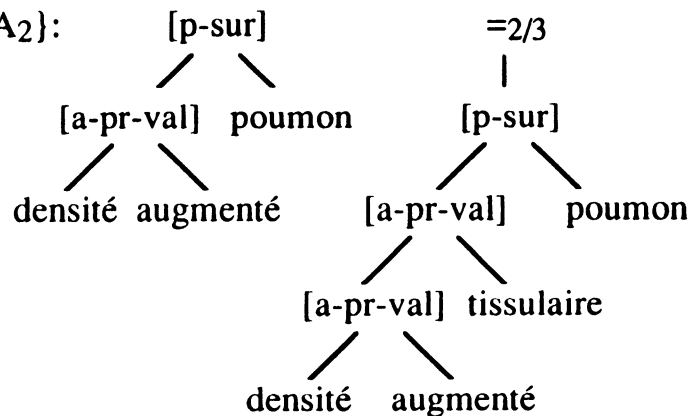 A₂}: [p-sur] =2/3
[a-pr-val] poumon [p-sur]
densité augmenté [a-pr-val] poumon
[a-pr-val] tissulaire
densité augmenté